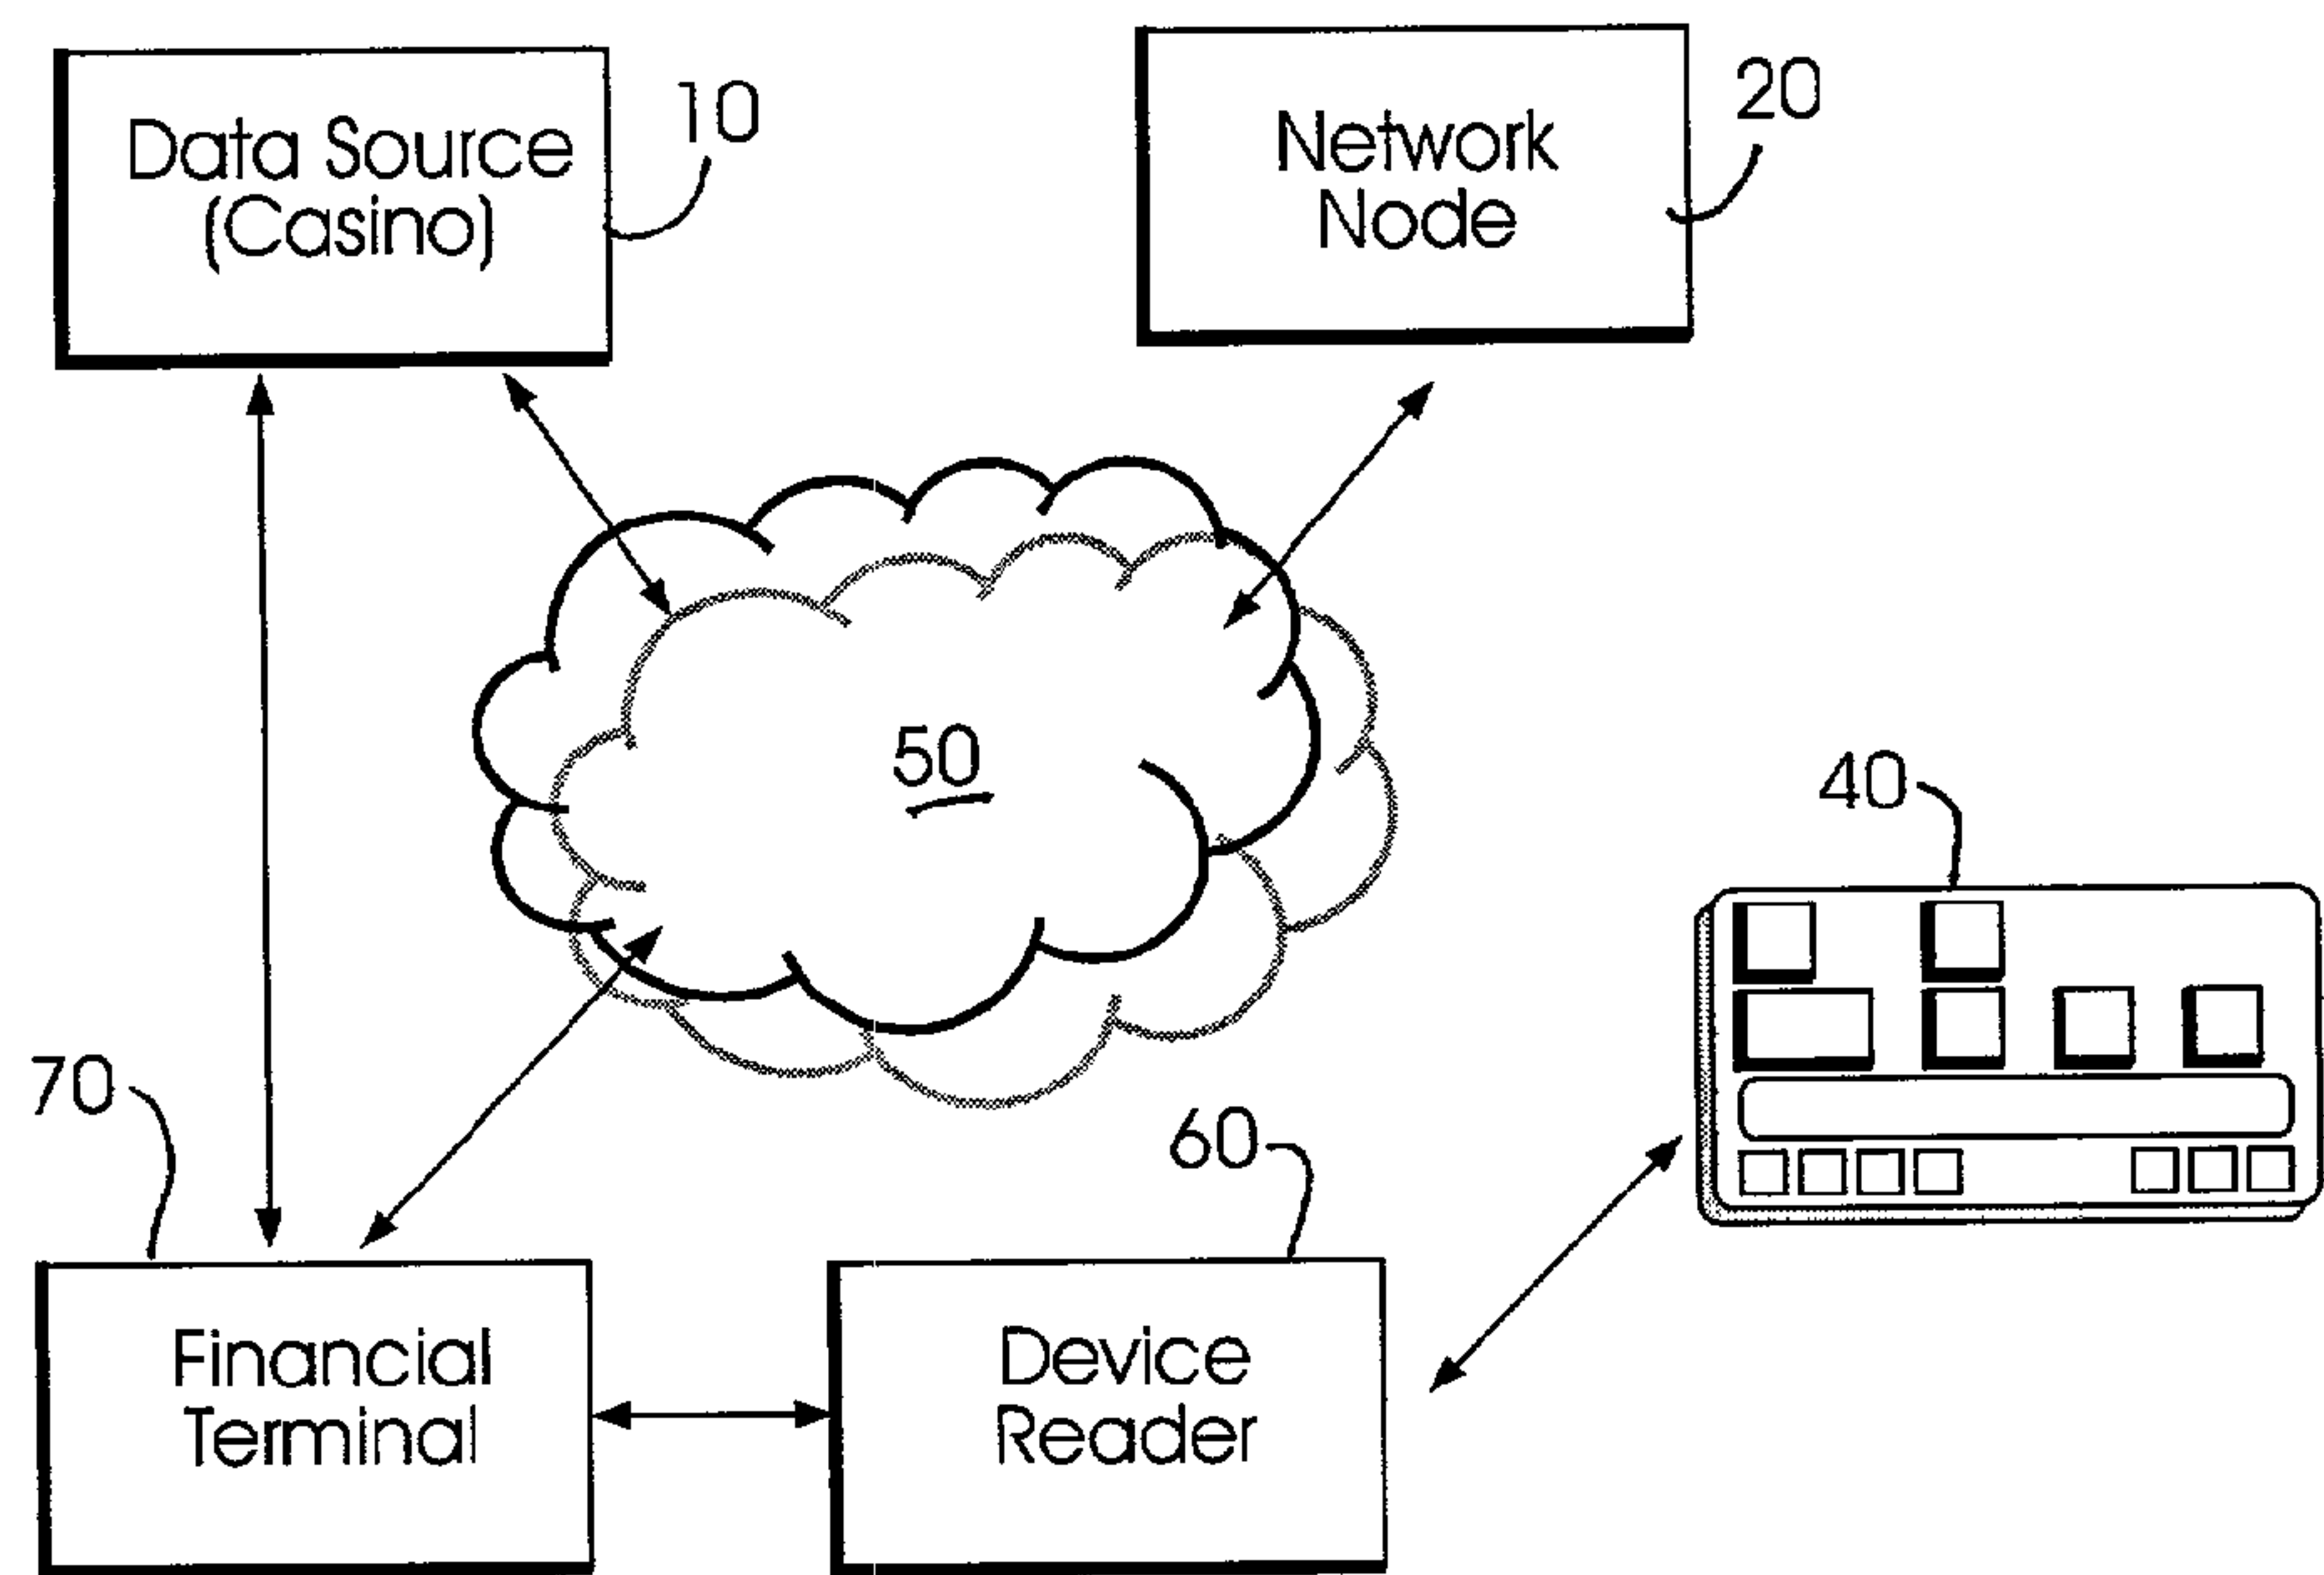 Data Source
(Casino)
10
Network
Node
20
50
40
70
60
Financial
Terminal
Device
Reader